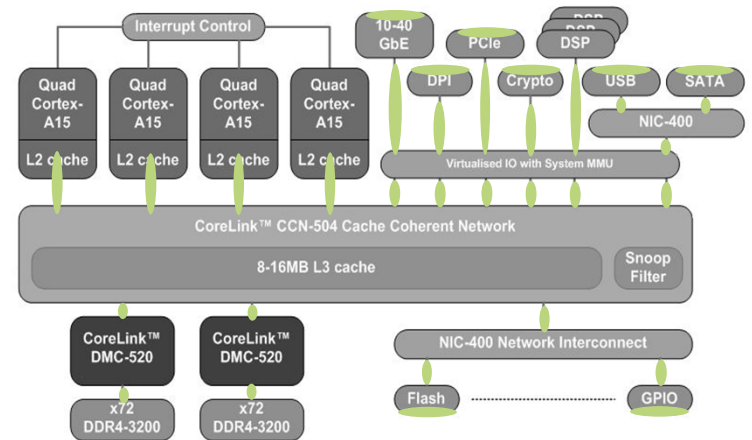 Interrupt Control
10-40
GbE
PCIe
DSP
DSP
DSP
DPI
Crypto
USB
SATA
Quad
Cortex-
A15
L2 cache
Quad
Cortex-
A15
L2 cache
Quad
Cortex-
A15
L2 cache
Quad
Cortex-
A15
L2 cache
NIC-400
Virtualised IO with System MMU
CoreLink™ CCN-504 Cache Coherent Network
8-16MB L3 cache
Snoop
Filter
CoreLink™
DMC-520
CoreLink™
DMC-520
NIC-400 Network Interconnect
x72
DDR4-3200
x72
DDR4-3200
Flash
GPIO